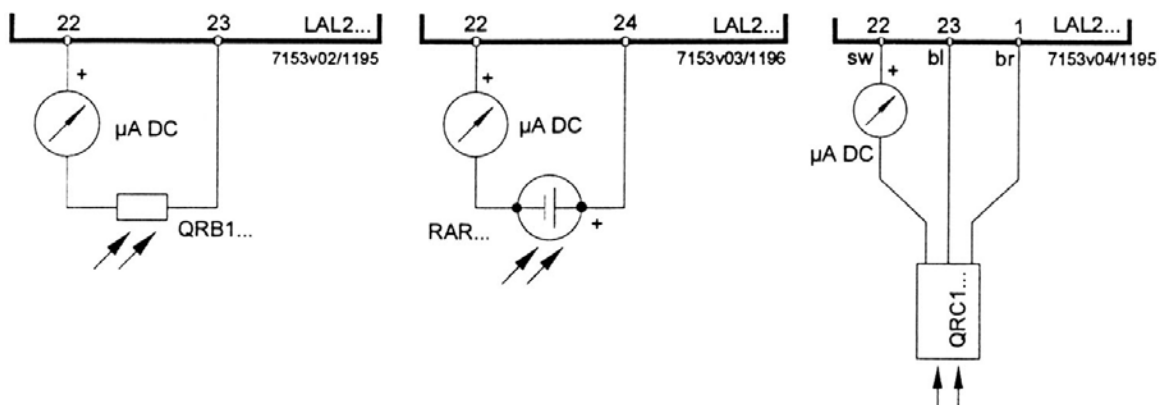 22 23 LAL2...
7153v02/1195
+
µA DC
QRB1...
22 24 LAL2...
7153v03/1196
+
µA DC
RAR...
+
22 23 1 LAL2...
sw bl br 7153v04/1195
+
µA DC
QRC1...